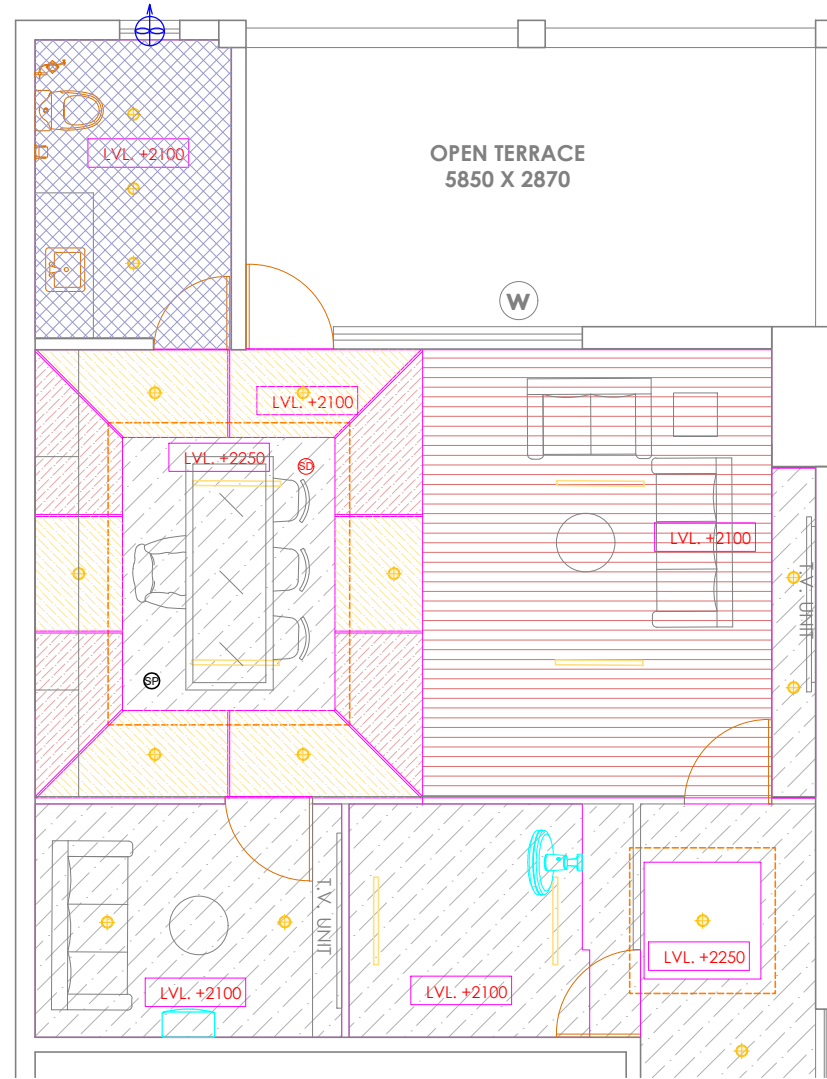 LVL. +2100
OPEN TERRACE
5850 X 2870
W
LVL. +2100
LVL. +2250
SD
LVL. +2100
T.V. UNIT
SP
T.V. UNIT
LVL. +2250
LVL. +2100
LVL. +2100